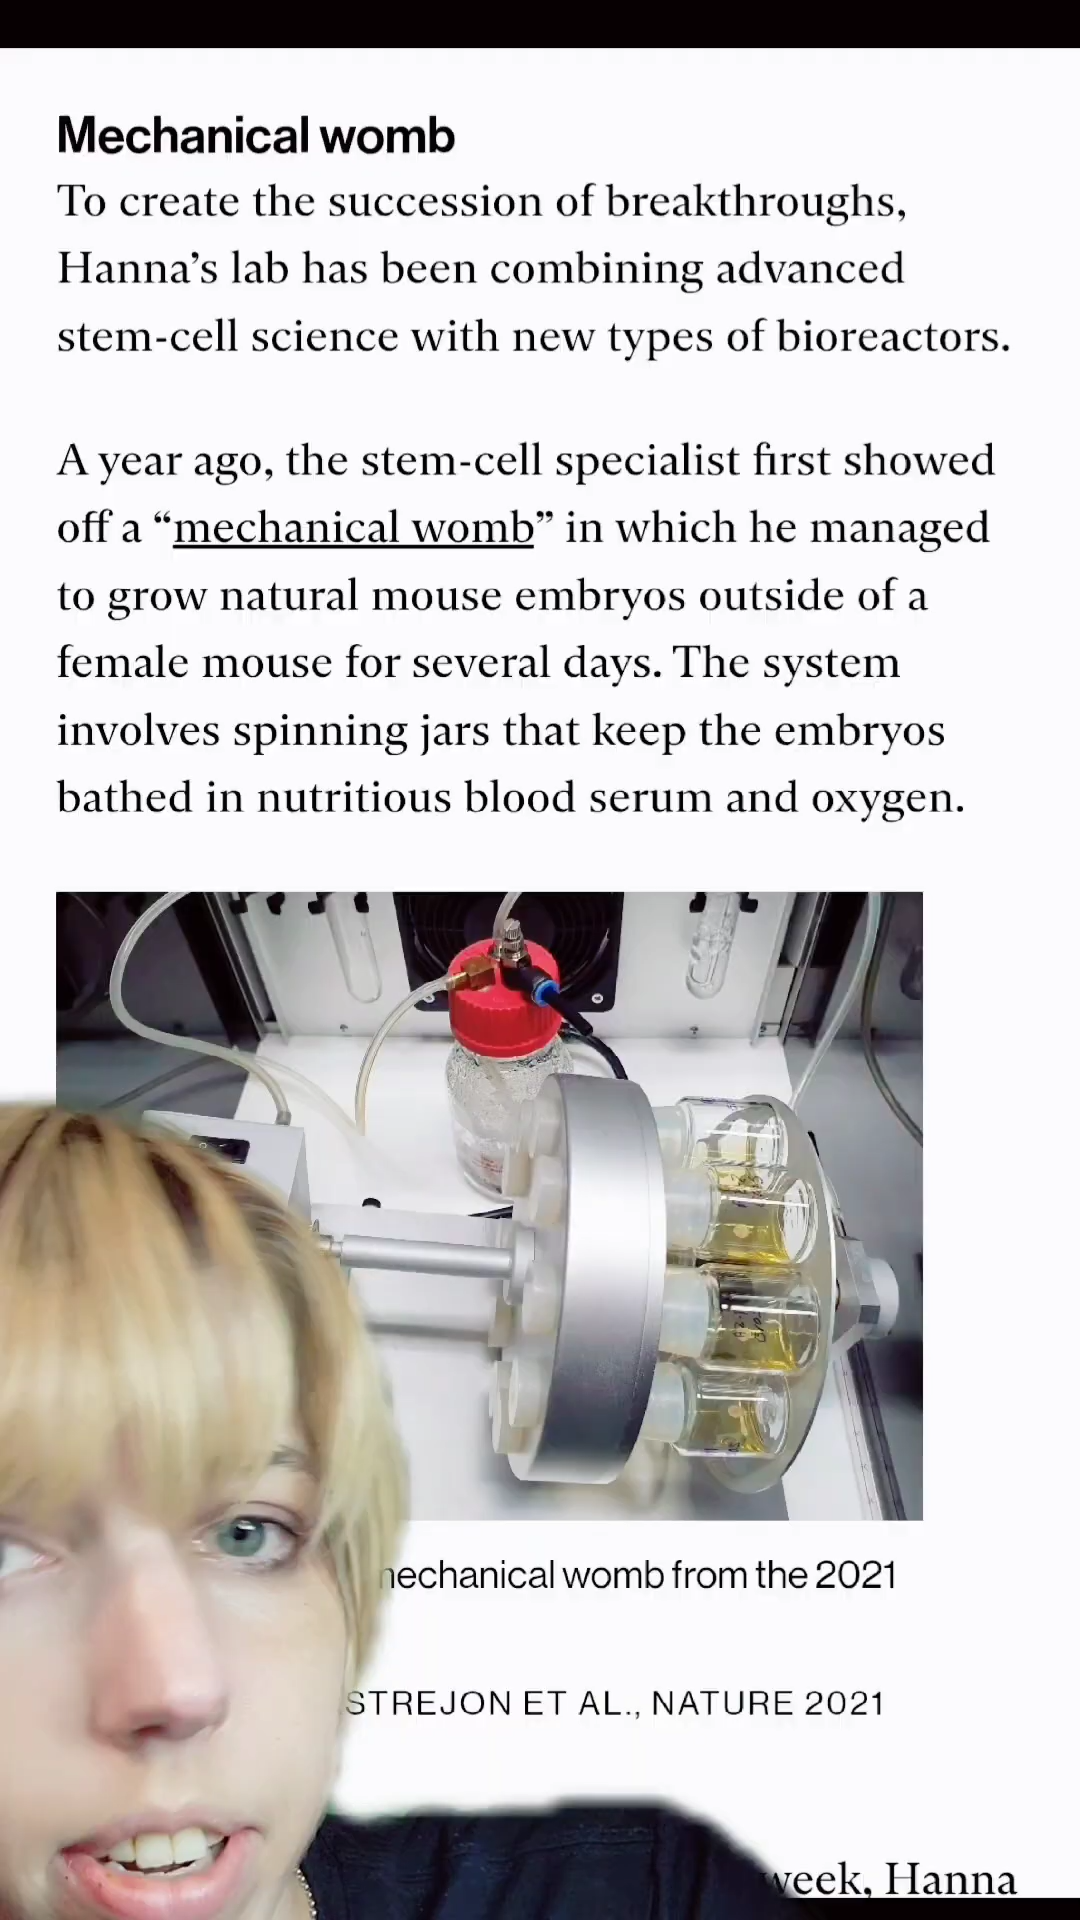 Mechanical womb
To create the succession of breakthroughs,
Hanna’s lab has been combining advanced
stem-cell science with new types of bioreactors.
A year ago, the stem-cell specialist first showed
off a “mechanical womb” in which he managed
to grow natural mouse embryos outside of a
female mouse for several days. The system
involves spinning jars that keep the embryos
bathed in nutritious blood serum and oxygen.
mechanical womb from the 2021
STREJON ET AL., NATURE 2021
week, Hanna